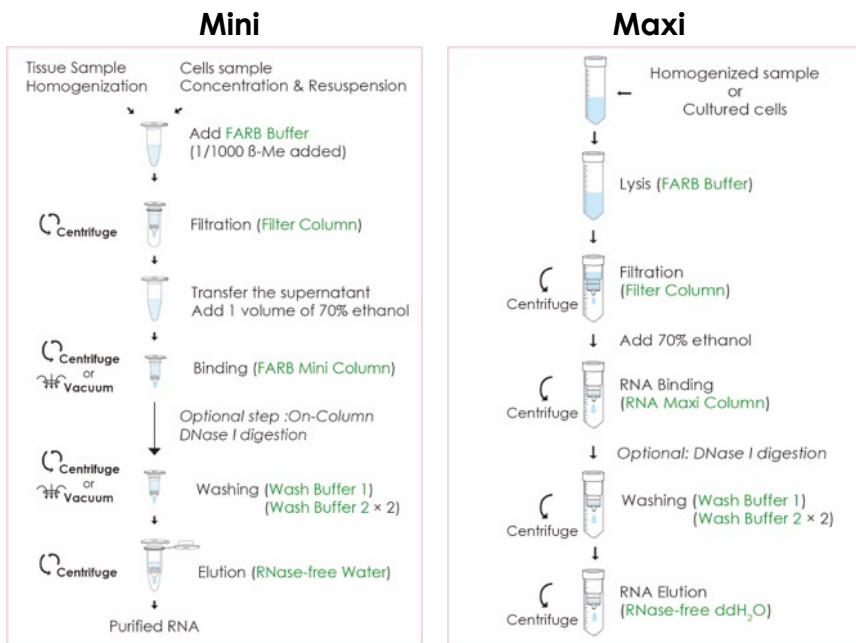 Mini
Tissue Sample
Homogenization
Cells sample
Concentration & Resuspension
Add FARB Buffer
(1/1000 ß-Me added)
Centrifuge
Filtration (Filter Column)
Transfer the supernatant
Add 1 volume of 70% ethanol
Centrifuge
or
Vacuum
Binding (FARB Mini Column)
Optional step :On-Column
DNase I digestion
Centrifuge
or
Vacuum
Washing (Wash Buffer 1)
(Wash Buffer 2 × 2)
Centrifuge
Elution (RNase-free Water)
Purified RNA
Maxi
Homogenized sample
or
Cultured cells
Lysis (FARB Buffer)
Filtration
(Filter Column)
Centrifuge
Add 70% ethanol
RNA Binding
(RNA Maxi Column)
Centrifuge
Optional: DNase I digestion
Washing (Wash Buffer 1)
(Wash Buffer 2 × 2)
Centrifuge
RNA Elution
(RNase-free ddH₂O)
Centrifuge